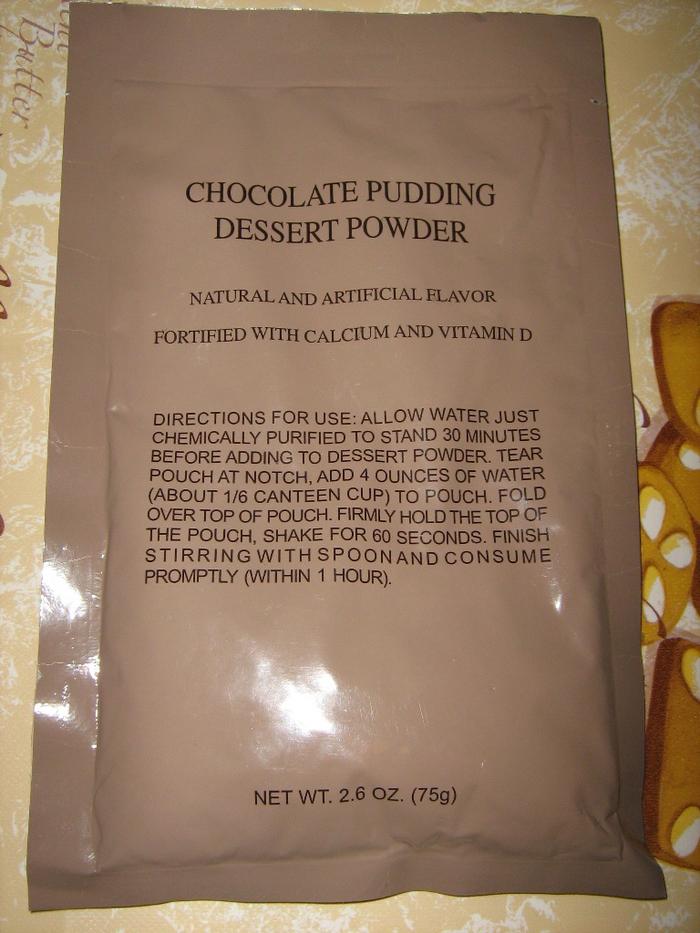 Butter
CHOCOLATE PUDDING
DESSERT POWDER
NATURAL AND ARTIFICIAL FLAVOR
FORTIFIED WITH CALCIUM AND VITAMIN D
DIRECTIONS FOR USE: ALLOW WATER JUST
CHEMICALLY PURIFIED TO STAND 30 MINUTES
BEFORE ADDING TO DESSERT POWDER. TEAR
POUCH AT NOTCH, ADD 4 OUNCES OF WATER
(ABOUT 1/6 CANTEEN CUP) TO POUCH. FOLD
OVER TOP OF POUCH. FIRMLY HOLD THE TOP OF
THE POUCH, SHAKE FOR 60 SECONDS. FINISH
STIRRING WITH SPOON AND CONSUME
PROMPTLY (WITHIN 1 HOUR).
NET WT. 2.6 OZ. (75g)